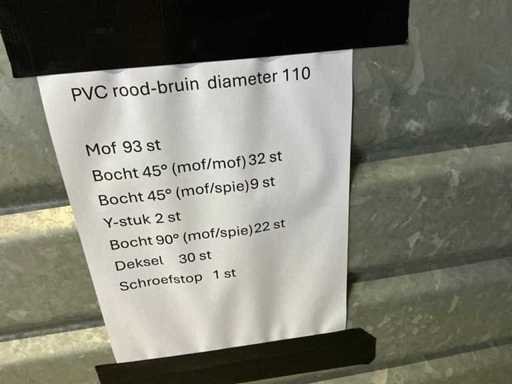 PVC rood-bruin diameter 110
Mof 93 st
Bocht 45° (mof/mof) 32 st
Bocht 45° (mof/spie) 9 st
Y-stuk 2 st
Bocht 90° (mof/spie) 22 st
Deksel 30 st
Schroefstop 1 st